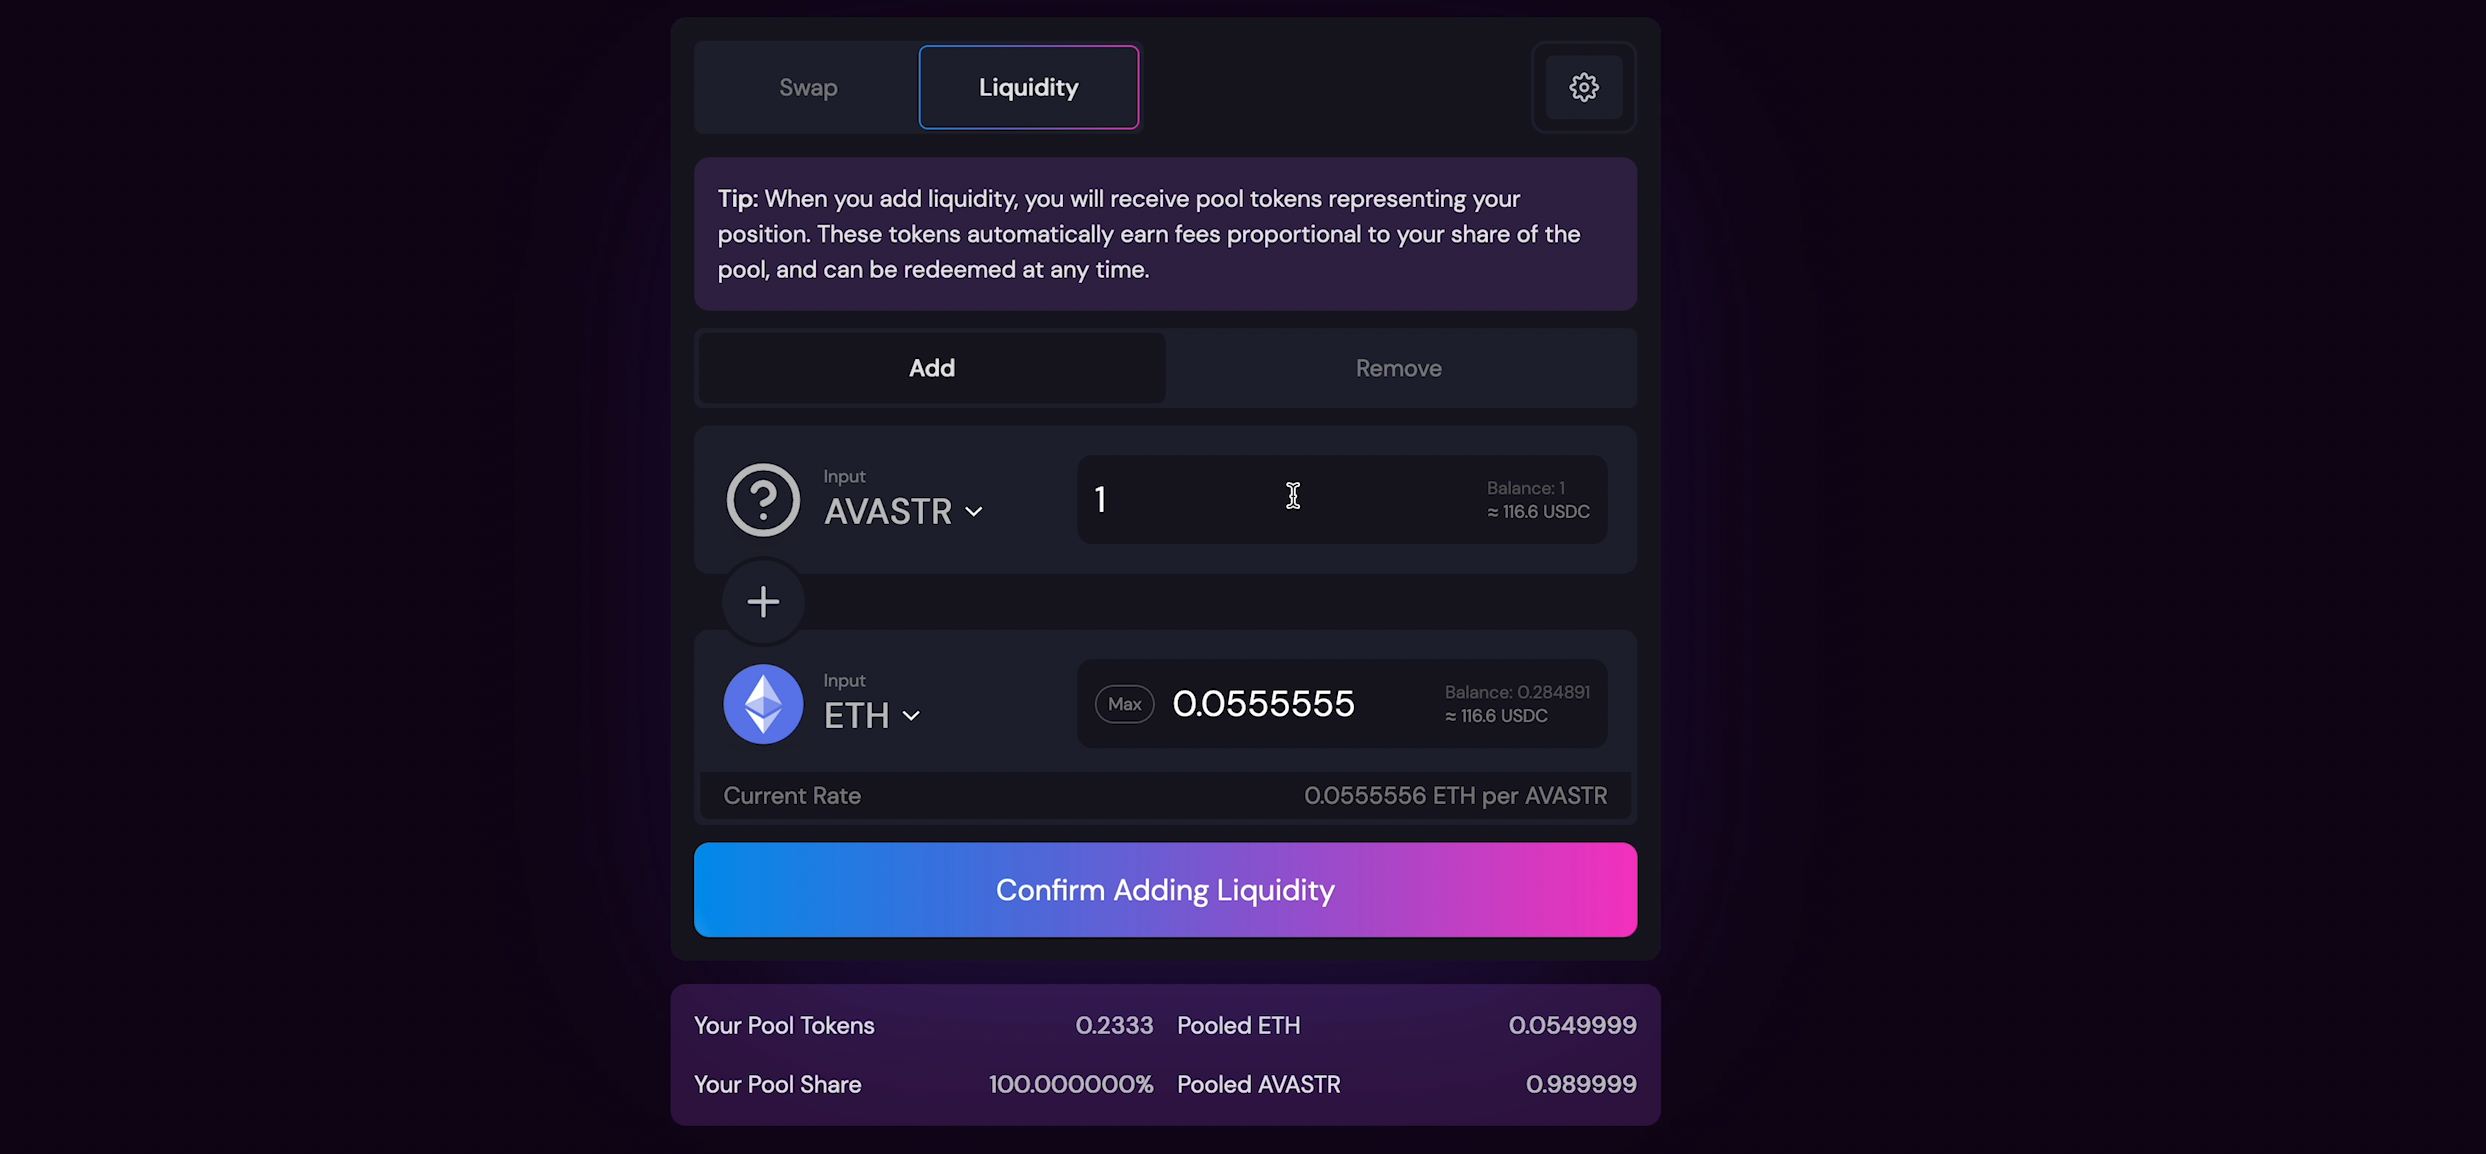 Swap
Liquidity
Tip: When you add liquidity, you will receive pool tokens representing your
position. These tokens automatically earn fees proportional to your share of the
pool, and can be redeemed at any time.
Add
Remove
Input
AVASTR
1
Balance: 1
≈ 116.6 USDC
Input
ETH
Max
0.0555555
Balance: 0.284891
≈ 116.6 USDC
Current Rate
0.0555556 ETH per AVASTR
Confirm Adding Liquidity
Your Pool Tokens
0.2333
Pooled ETH
0.0549999
Your Pool Share
100.000000%
Pooled AVASTR
0.989999